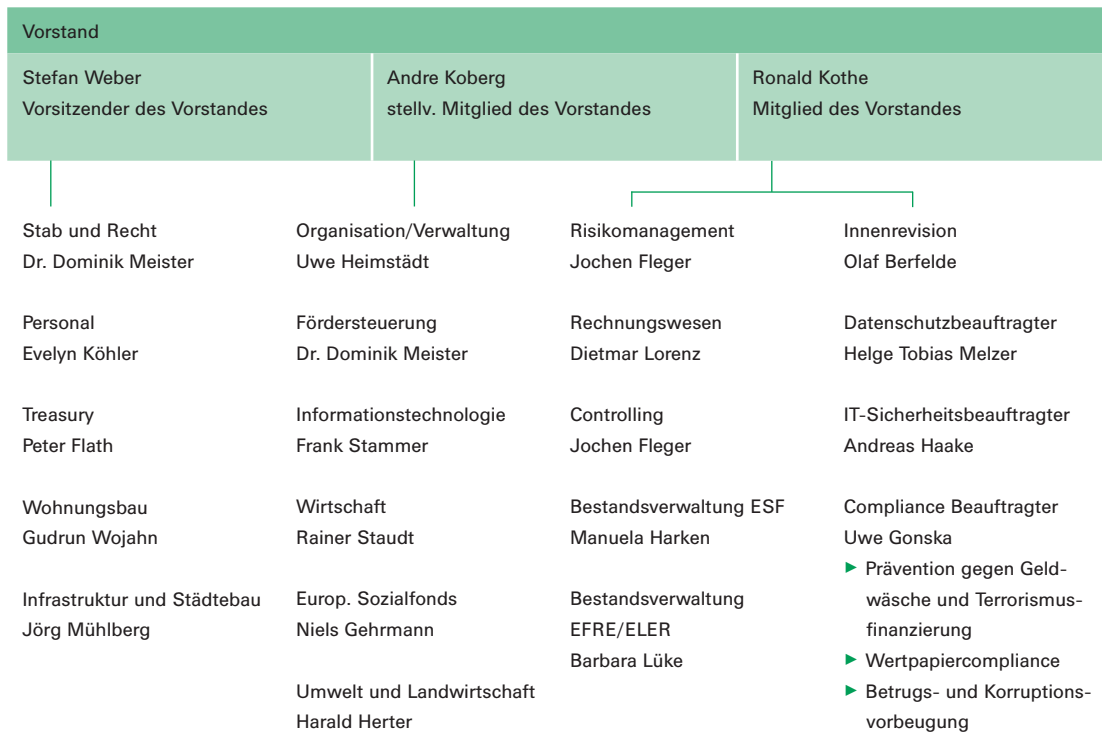 Vorstand
Stefan Weber
Vorsitzender des Vorstandes
Andre Koberg
stellv. Mitglied des Vorstandes
Ronald Kothe
Mitglied des Vorstandes
Stab und Recht
Dr. Dominik Meister
Personal
Evelyn Köhler
Treasury
Peter Flath
Wohnungsbau
Gudrun Wojahn
Infrastruktur und Städtebau
Jörg Mühlberg
Organisation/Verwaltung
Uwe Heimstädt
Fördersteuerung
Dr. Dominik Meister
Informationstechnologie
Frank Stammer
Wirtschaft
Rainer Staudt
Europ. Sozialfonds
Niels Gehrmann
Umwelt und Landwirtschaft
Harald Herter
Risikomanagement
Jochen Fleger
Rechnungswesen
Dietmar Lorenz
Controlling
Jochen Fleger
Bestandsverwaltung ESF
Manuela Harken
Bestandsverwaltung
EFRE/ELER
Barbara Lüke
Innenrevision
Olaf Berfelde
Datenschutzbeauftragter
Helge Tobias Melzer
IT-Sicherheitsbeauftragter
Andreas Haake
Compliance Beauftragter
Uwe Gonska
► Prävention gegen Geld-
wäsche und Terrorismus-
finanzierung
► Wertpapiercompliance
► Betrugs- und Korruptions-
vorbeugung